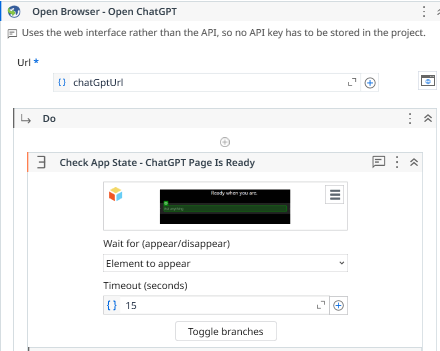 Open Browser - Open ChatGPT
Uses the web interface rather than the API, so no API key has to be stored in the project.
Url *
{} chatGptUrl
Do
Check App State - ChatGPT Page Is Ready
Ready when you are.
Wait for (appear/disappear)
Element to appear
Timeout (seconds)
{} 15
Toggle branches